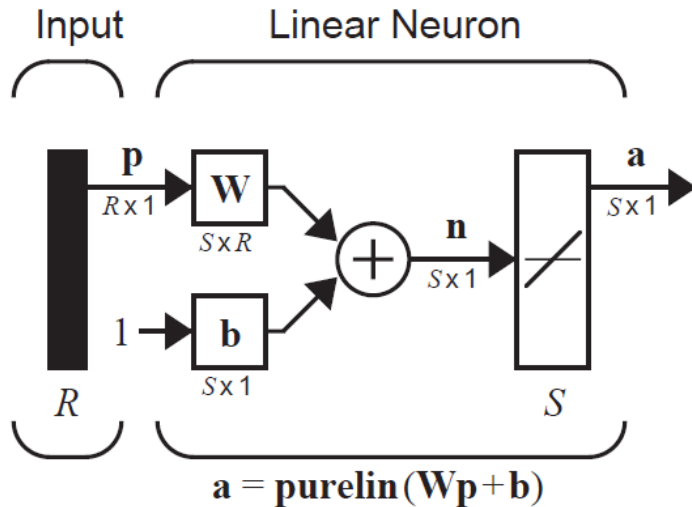 Input Linear Neuron
p a
W
R x 1 S x 1
S x R
n
S x 1
1 b
S x 1
R S
a = purelin (Wp + b)